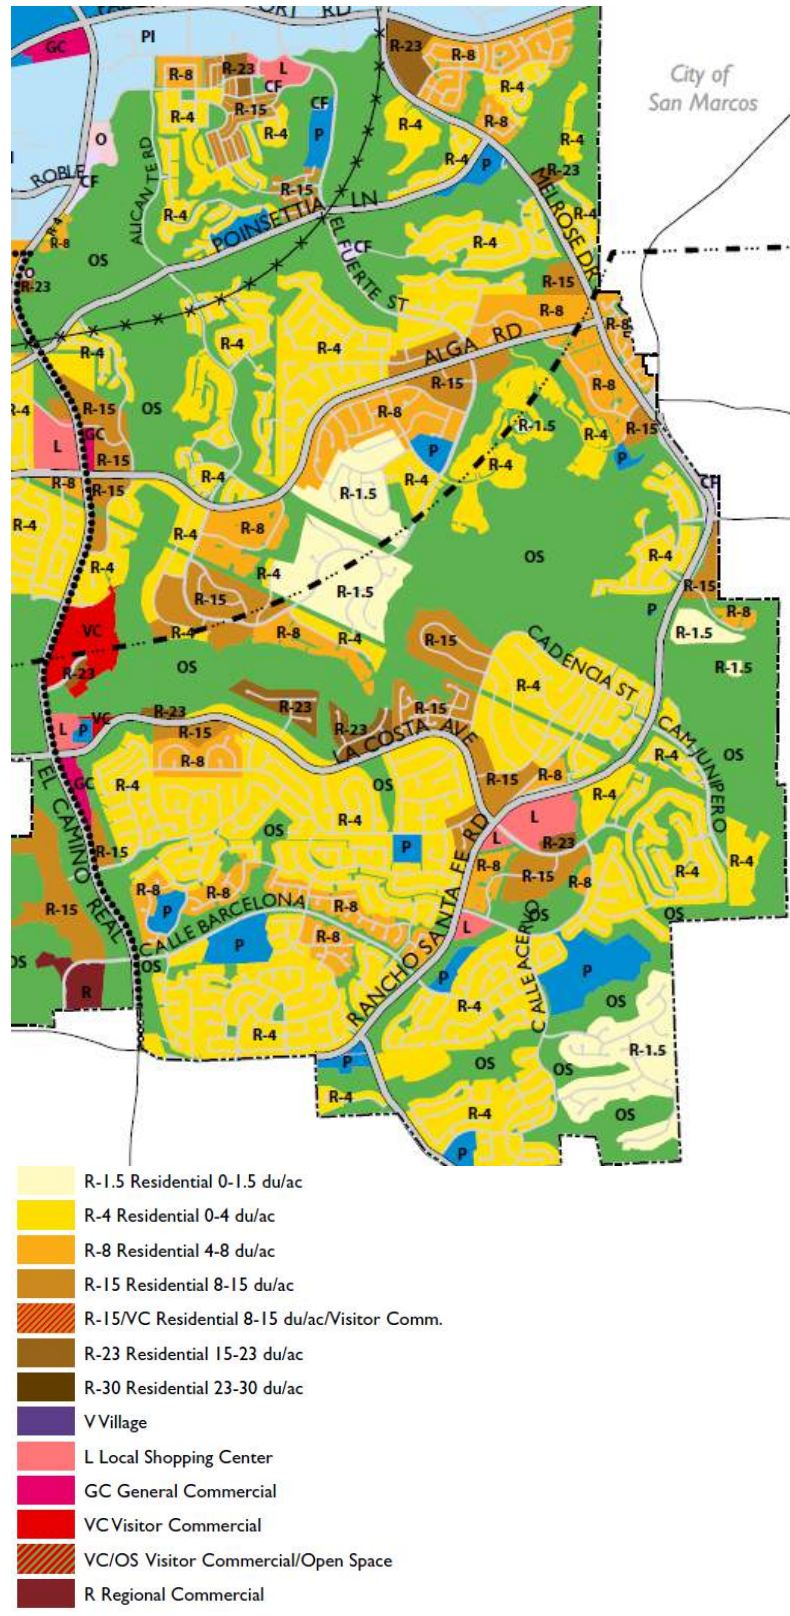 ORT RD
GC
PI
R-23
R-8
City of
San Marcos
R-8
R-23
L
CF
R-4
R-4
R-15
CF
R-4
P
R-4
R-8
R-4
O
ROBLE
CF
ALICANTE RD
R-4
P
MELROSE DR
R-23
R-15
LN
R-4
POINSETTIA
EL FUERTE ST
R-4
R-4
R-8
OS
CF
R-4
O
R-23
R-15
R-8
R-8
R-4
R-4
R-4
ALGA RD
R-15
R-8
R-4
R-15
OS
R-8
R-1.5
R-4
R-15
L
GC
R-15
P
R-4
P
R-8
R-15
R-4
R-1.5
R-4
CF
R-4
R-4
R-8
OS
R-4
R-4
R-4
R-15
R-1.5
R-15
P
R-8
VC
R-4
R-8
R-4
R-15
R-1.5
R-23
OS
CADENCIA ST
R-1.5
R-4
R-23
R-23
R-15
L
P
VC
R-15
R-23
LA COSTA AVE
CAM JUNIPERO
R-8
R-4
OS
EL CAMINO REAL
GC
R-4
OS
R-15
R-8
R-4
R-4
OS
L
L
R-23
R-15
P
RANCHO SANTA FE RD
R-8
R-15
R-8
R-4
R-4
R-8
R-8
R-15
P
R-8
CALLE BARCELONA
OS
OS
L
OS
OS
P
R-8
CALLE ACERVO
R
P
P
OS
R-4
R-4
R-1.5
P
OS
OS
R-4
R-4
OS
P
R-1.5 Residential 0-1.5 du/ac
R-4 Residential 0-4 du/ac
R-8 Residential 4-8 du/ac
R-15 Residential 8-15 du/ac
R-15/VC Residential 8-15 du/ac/Visitor Comm.
R-23 Residential 15-23 du/ac
R-30 Residential 23-30 du/ac
V Village
L Local Shopping Center
GC General Commercial
VC Visitor Commercial
VC/OS Visitor Commercial/Open Space
R Regional Commercial